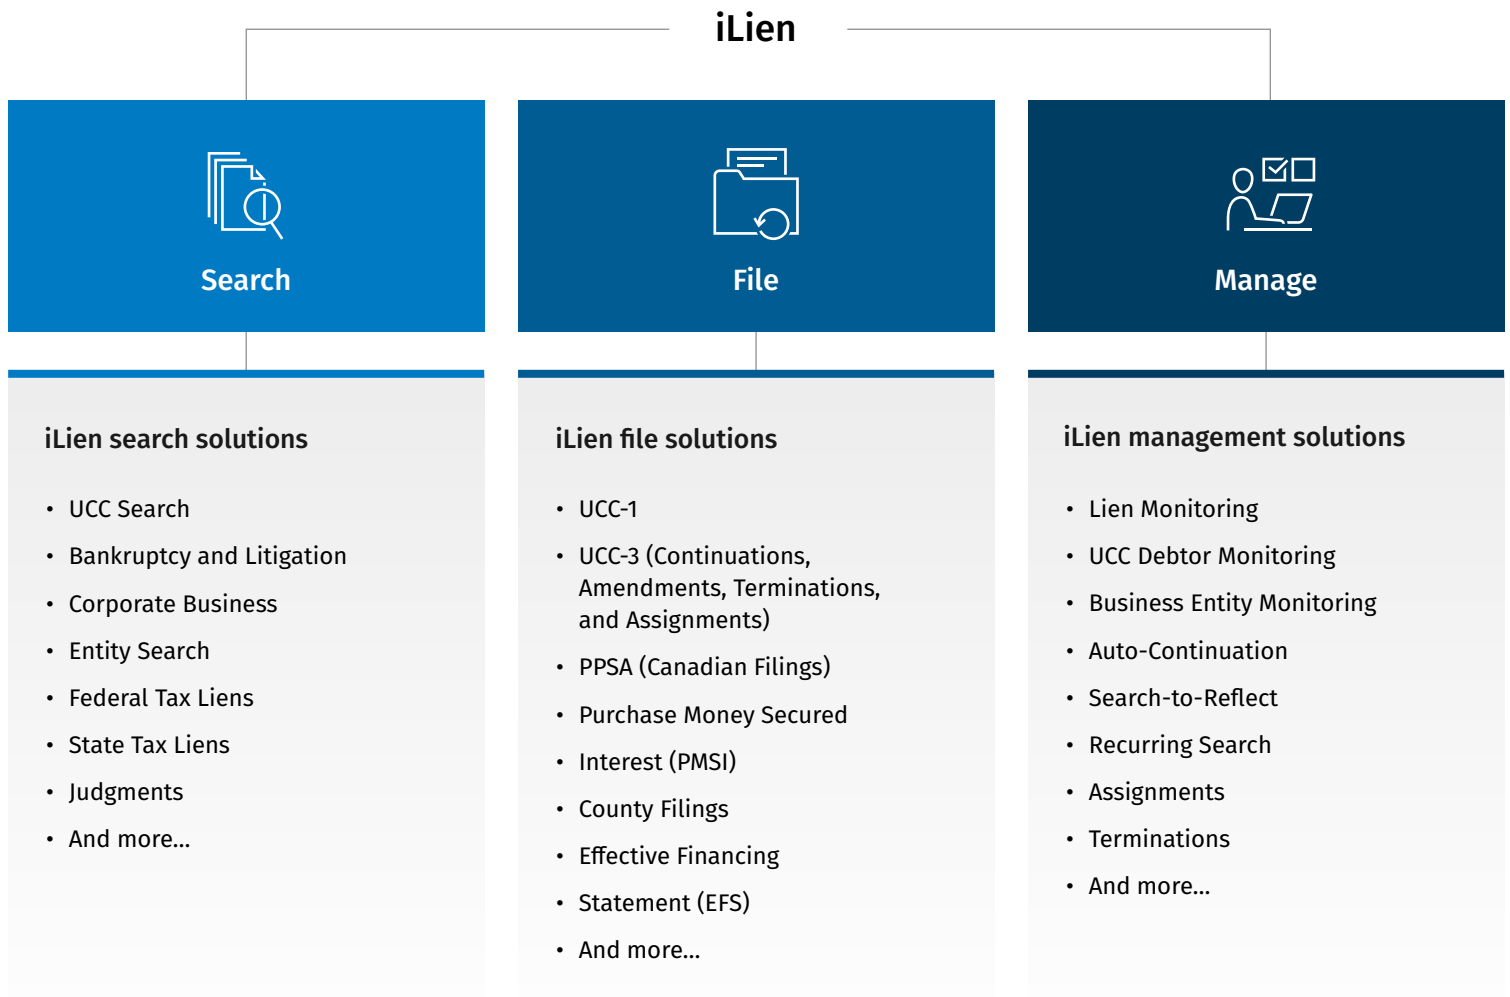 iLien
Search
File
Manage
iLien search solutions
• UCC Search
• Bankruptcy and Litigation
• Corporate Business
• Entity Search
• Federal Tax Liens
• State Tax Liens
• Judgments
• And more...
iLien file solutions
• UCC-1
• UCC-3 (Continuations,
Amendments, Terminations,
and Assignments)
• PPSA (Canadian Filings)
• Purchase Money Secured
• Interest (PMSI)
• County Filings
• Effective Financing
• Statement (EFS)
• And more...
iLien management solutions
• Lien Monitoring
• UCC Debtor Monitoring
• Business Entity Monitoring
• Auto-Continuation
• Search-to-Reflect
• Recurring Search
• Assignments
• Terminations
• And more...